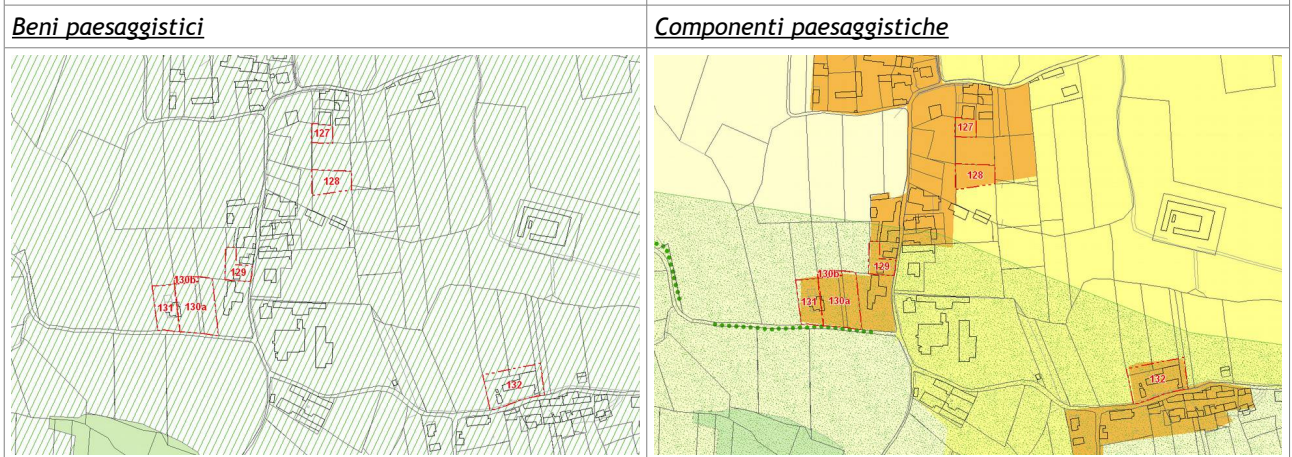 Beni paesaggistici
Componenti paesaggistiche
127
128
129
130b
131
130a
132
127
128
129
130b
131
130a
132